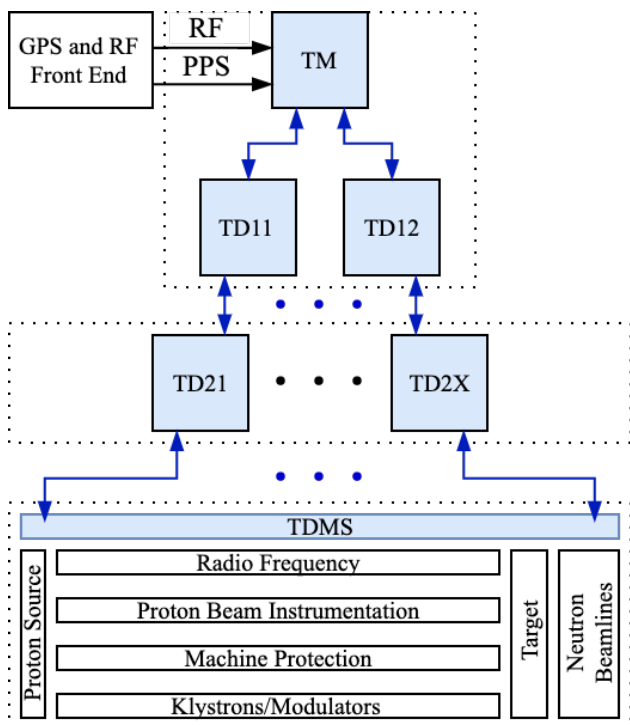 GPS and RF
Front End
RF
PPS
TM
TD11
TD12
TD21
TD2X
TDMS
Proton Source
Radio Frequency
Proton Beam Instrumentation
Machine Protection
Klystrons/Modulators
Target
Neutron
Beamlines